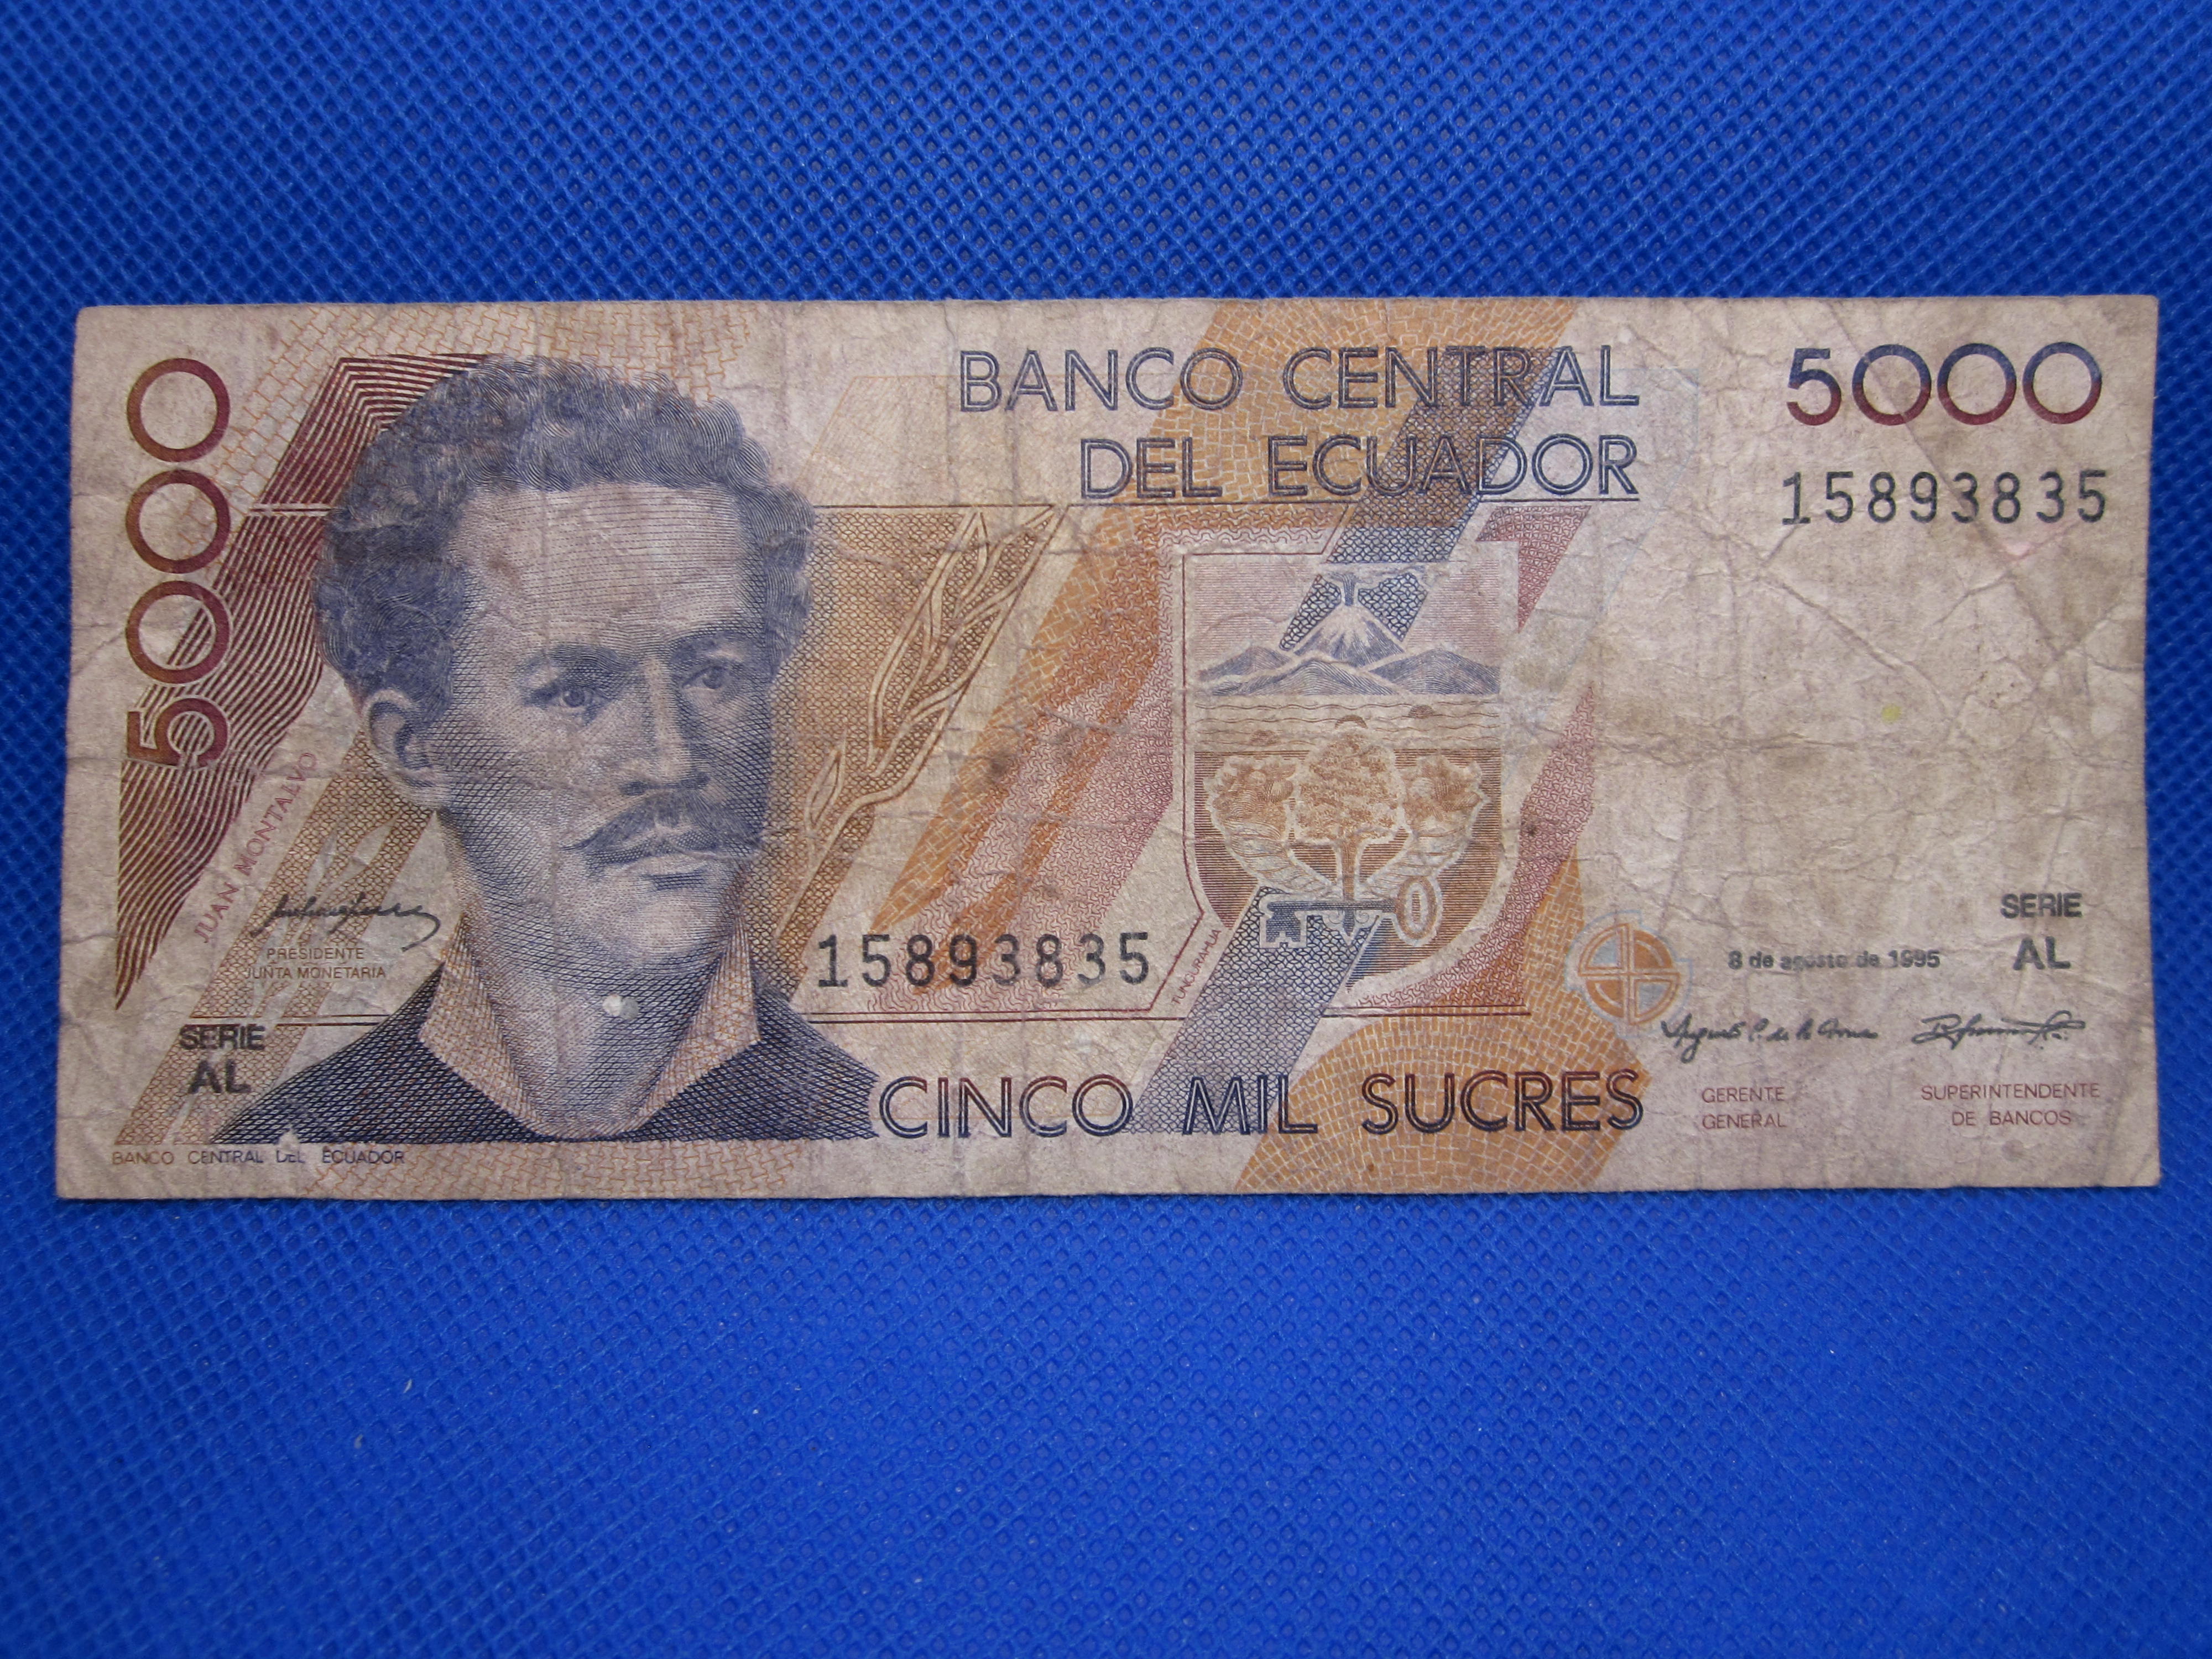 5000
JUAN MONTALVO
PRESIDENTE
JUNTA MONETARIA
SERIE
AL
BANCO CENTRAL DEL ECUADOR
BANCO CENTRAL
DEL ECUADOR
15893835
TUNGURAHUA
CINCO MIL SUCRES
5000
15893835
SERIE
AL
8 de agosto de 1995
GERENTE
GENERAL
SUPERINTENDENTE
DE BANCOS